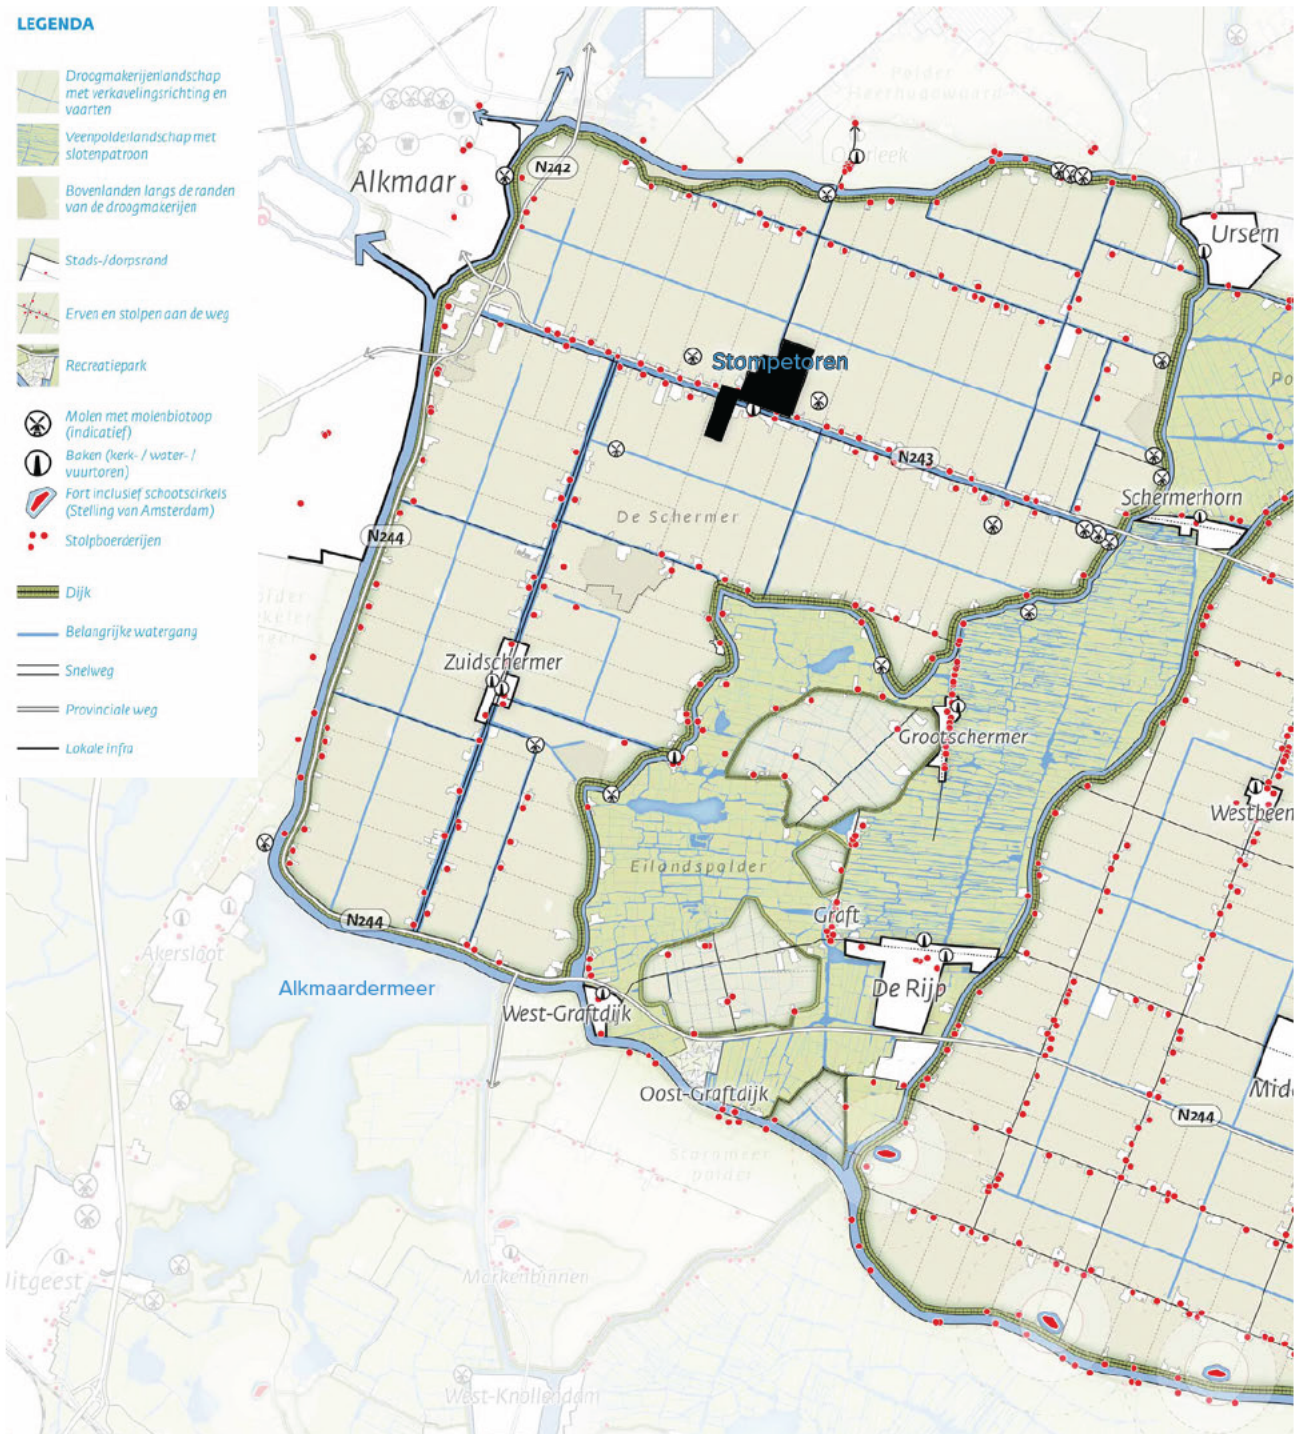 LEGENDA
Droogmakerijenlandschap
met verkavelingsrichting en
vaarten
Veenpolderlandschap met
slotenpatroon
Bovenlanden langs de randen
van de droogmakerijen
Stads-/dorpsrand
Erven en stolpen aan de weg
Recreatiepark
Molen met molenbiotoop
(indicatief)
Baken (kerk- / water- /
vuurtoren)
Fort inclusief schootscirkels
(Stelling van Amsterdam)
Stolpboerderijen
Dijk
Belangrijke watergang
Snelweg
Provinciale weg
Lokale infra
Polder
Heerhugowaard
Alkmaar
N242
Ursem
Stompetoren
N243
Schermerhorn
De Schermer
N244
Zuidschermer
Grootschermer
Westbeem
Eilandspolder
Graft
N244
Akersloot
De Rijp
Alkmaardermeer
West-Graftdijk
Oost-Graftdijk
Mid
N244
Starnmeer
polder
Markenbinnen
Uitgeest
West-Knollendam